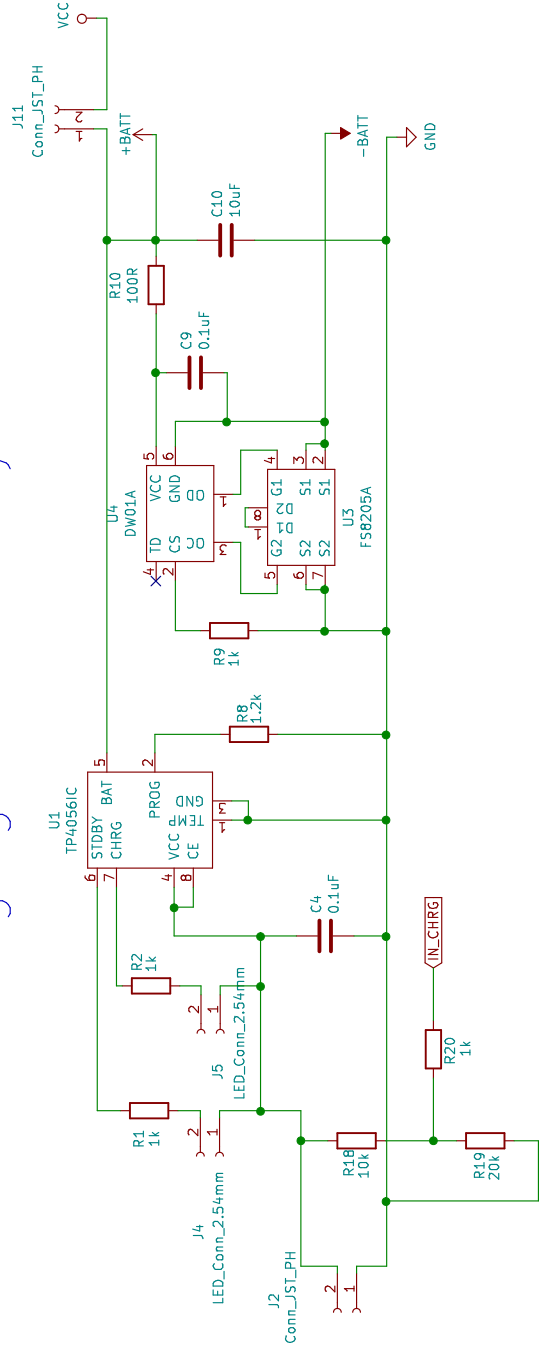 VCC
J11
Conn_JST_PH
2
1
+BATT
-BATT
GND
C10
10uF
R10
100R
C9
0.1uF
U4
DW01A
5
6
VCC
GND
OD
1
TD
CS
OC
3
4
2
4
3
2
G1
S1
S1
D2
8
D1
1
G2
S2
S2
5
6
7
U3
FS8205A
R9
1k
R8
1.2k
U1
TP4056IC
5
2
BAT
PROG
GND
3
TEMP
1
STDBY
CHRG
VCC
CE
6
7
4
8
C4
0.1uF
R2
1k
2
1
J5
LED_Conn_2.54mm
IN_CHRG
R20
1k
R1
1k
2
1
J4
LED_Conn_2.54mm
R18
10k
R19
20k
J2
Conn_JST_PH
2
1